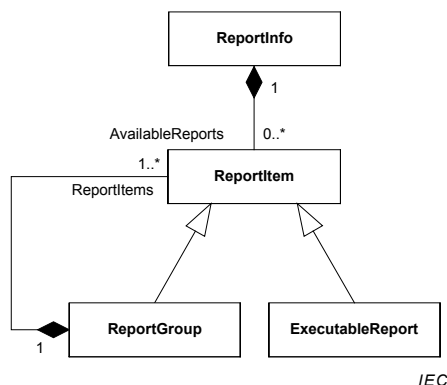 ReportInfo
1
AvailableReports 0..*
1..*
ReportItems
ReportItem
ReportGroup
ExecutableReport
1
IEC